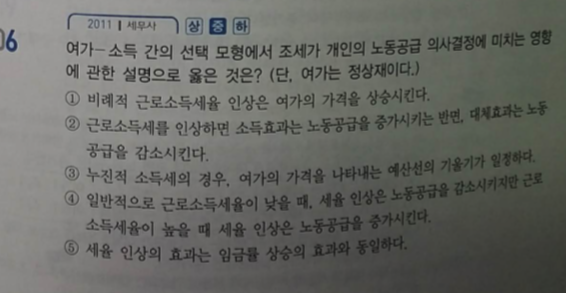 2011 | 세무사 상 중 하
06
여가-소득 간의 선택 모형에서 조세가 개인의 노동공급 의사결정에 미치는 영향
에 관한 설명으로 옳은 것은? (단, 여가는 정상재이다.)
① 비례적 근로소득세율 인상은 여가의 가격을 상승시킨다.
② 근로소득세를 인상하면 소득효과는 노동공급을 증가시키는 반면, 대체효과는 노동
공급을 감소시킨다.
③ 누진적 소득세의 경우, 여가의 가격을 나타내는 예산선의 기울기가 일정하다.
④ 일반적으로 근로소득세율이 낮을 때, 세율 인상은 노동공급을 감소시키지만 근로
소득세율이 높을 때 세율 인상은 노동공급을 증가시킨다.
⑤ 세율 인상의 효과는 임금률 상승의 효과와 동일하다.